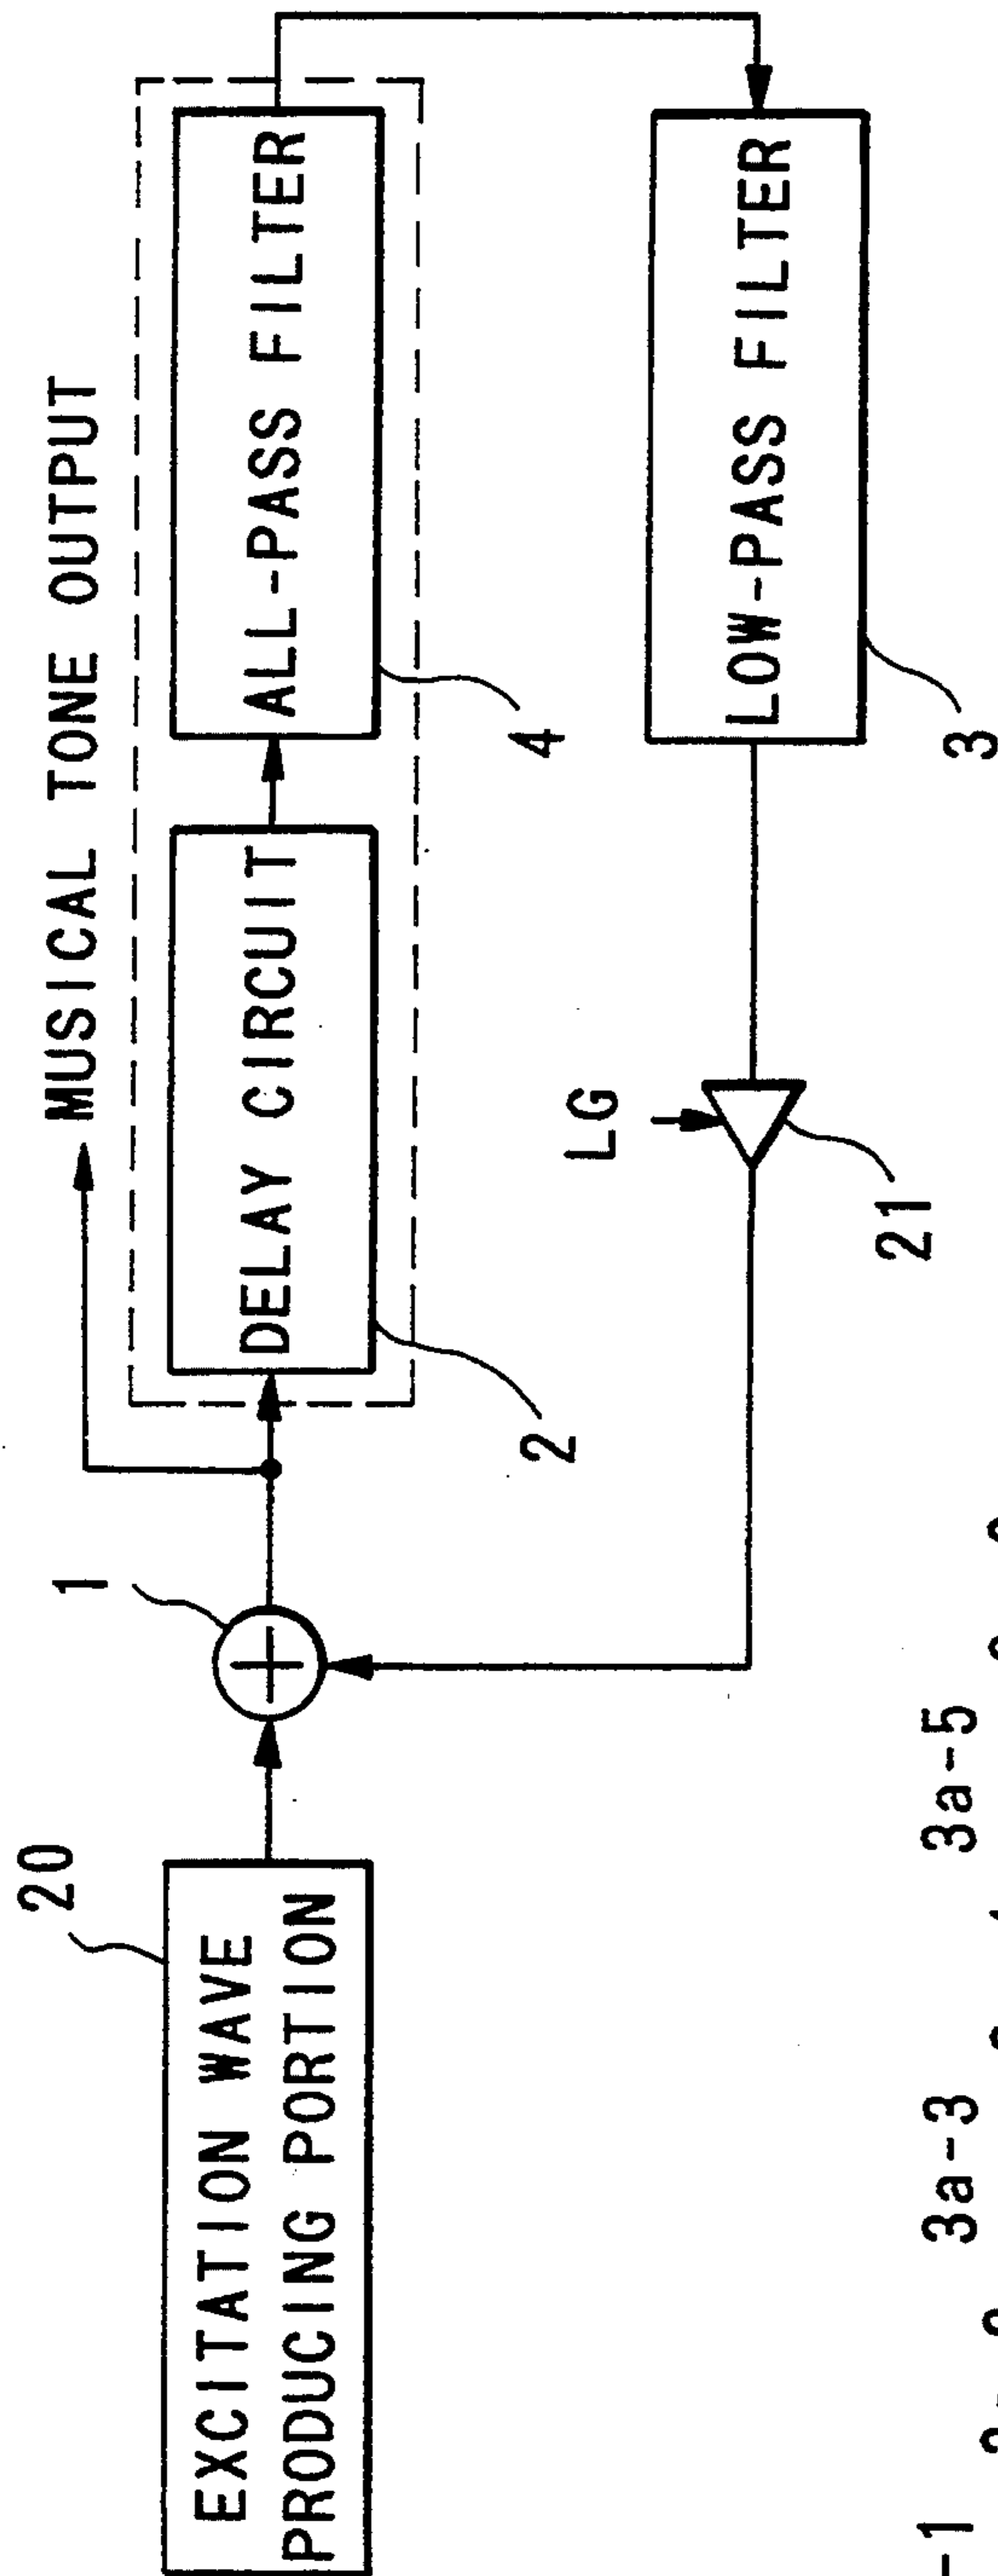 MUSICAL TONE OUTPUT
20
1
EXCITATION WAVE
PRODUCING PORTION
DELAY CIRCUIT
ALL-PASS FILTER
2
4
LG
21
LOW-PASS FILTER
3
3a-3
3a-5